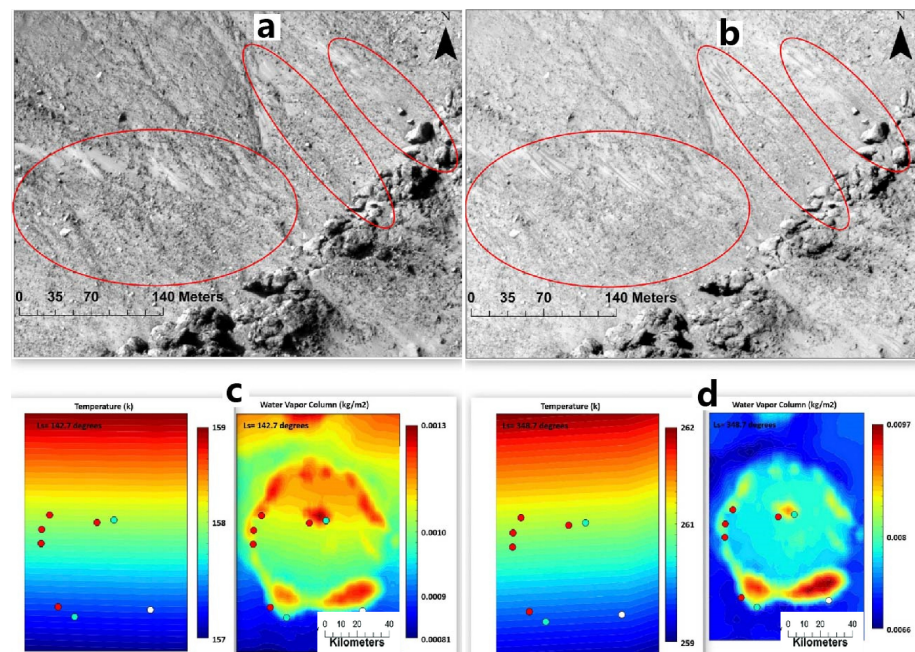 a
N
0 35 70 140 Meters
b
N
0 35 70 140 Meters
c
Temperature (k)
Ls= 142.7 degrees
159
158
157
Water Vapor Column (kg/m2)
Ls= 142.7 degrees
0.0013
0.0010
0.0009
0.00081
0 10 20 40
Kilometers
d
Temperature (k)
Ls= 348.7 degrees
262
261
259
Water Vapor Column (kg/m2)
Ls= 348.7 degrees
0.0097
0.008
0.0066
0 10 20 40
Kilometers